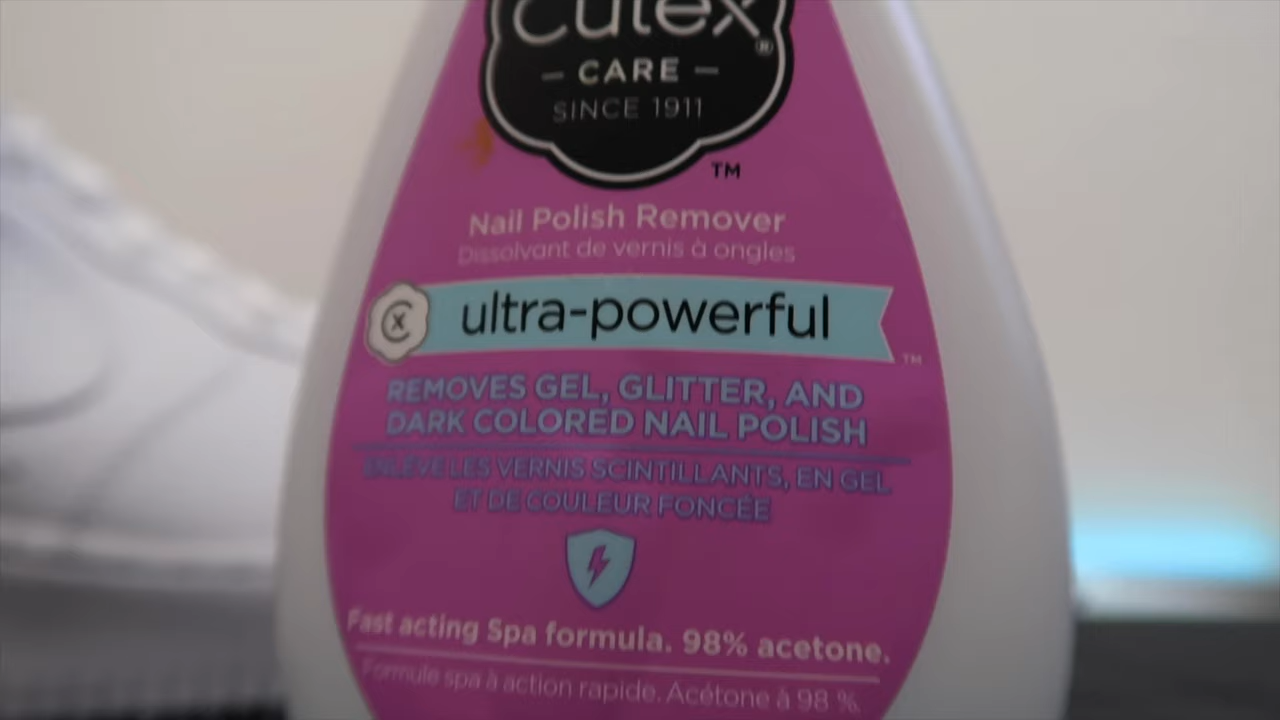 Cutex®
— CARE —
SINCE 1911
TM
Nail Polish Remover
Dissolvant de vernis à ongles
CX ultra-powerful TM
REMOVES GEL, GLITTER, AND
DARK COLORED NAIL POLISH
ENLÈVE LES VERNIS SCINTILLANTS, EN GEL
ET DE COULEUR FONCÉE
Fast acting Spa formula. 98% acetone.
Formule spa à action rapide. Acétone à 98 %.